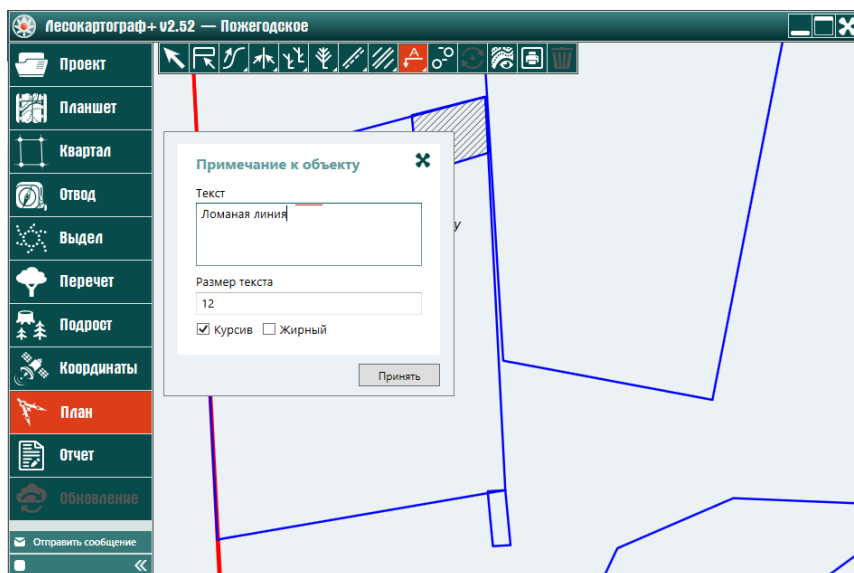 Лесокартограф+ v2.52 — Пожегодское
Проект
Планшет
Квартал
Отвод
Выдел
Перечет
Подрост
Координаты
План
Отчет
Обновление
Отправить сообщение
A
Примечание к объекту
Текст
Ломаная линия
Размер текста
12
Курсив
Жирный
Принять
у